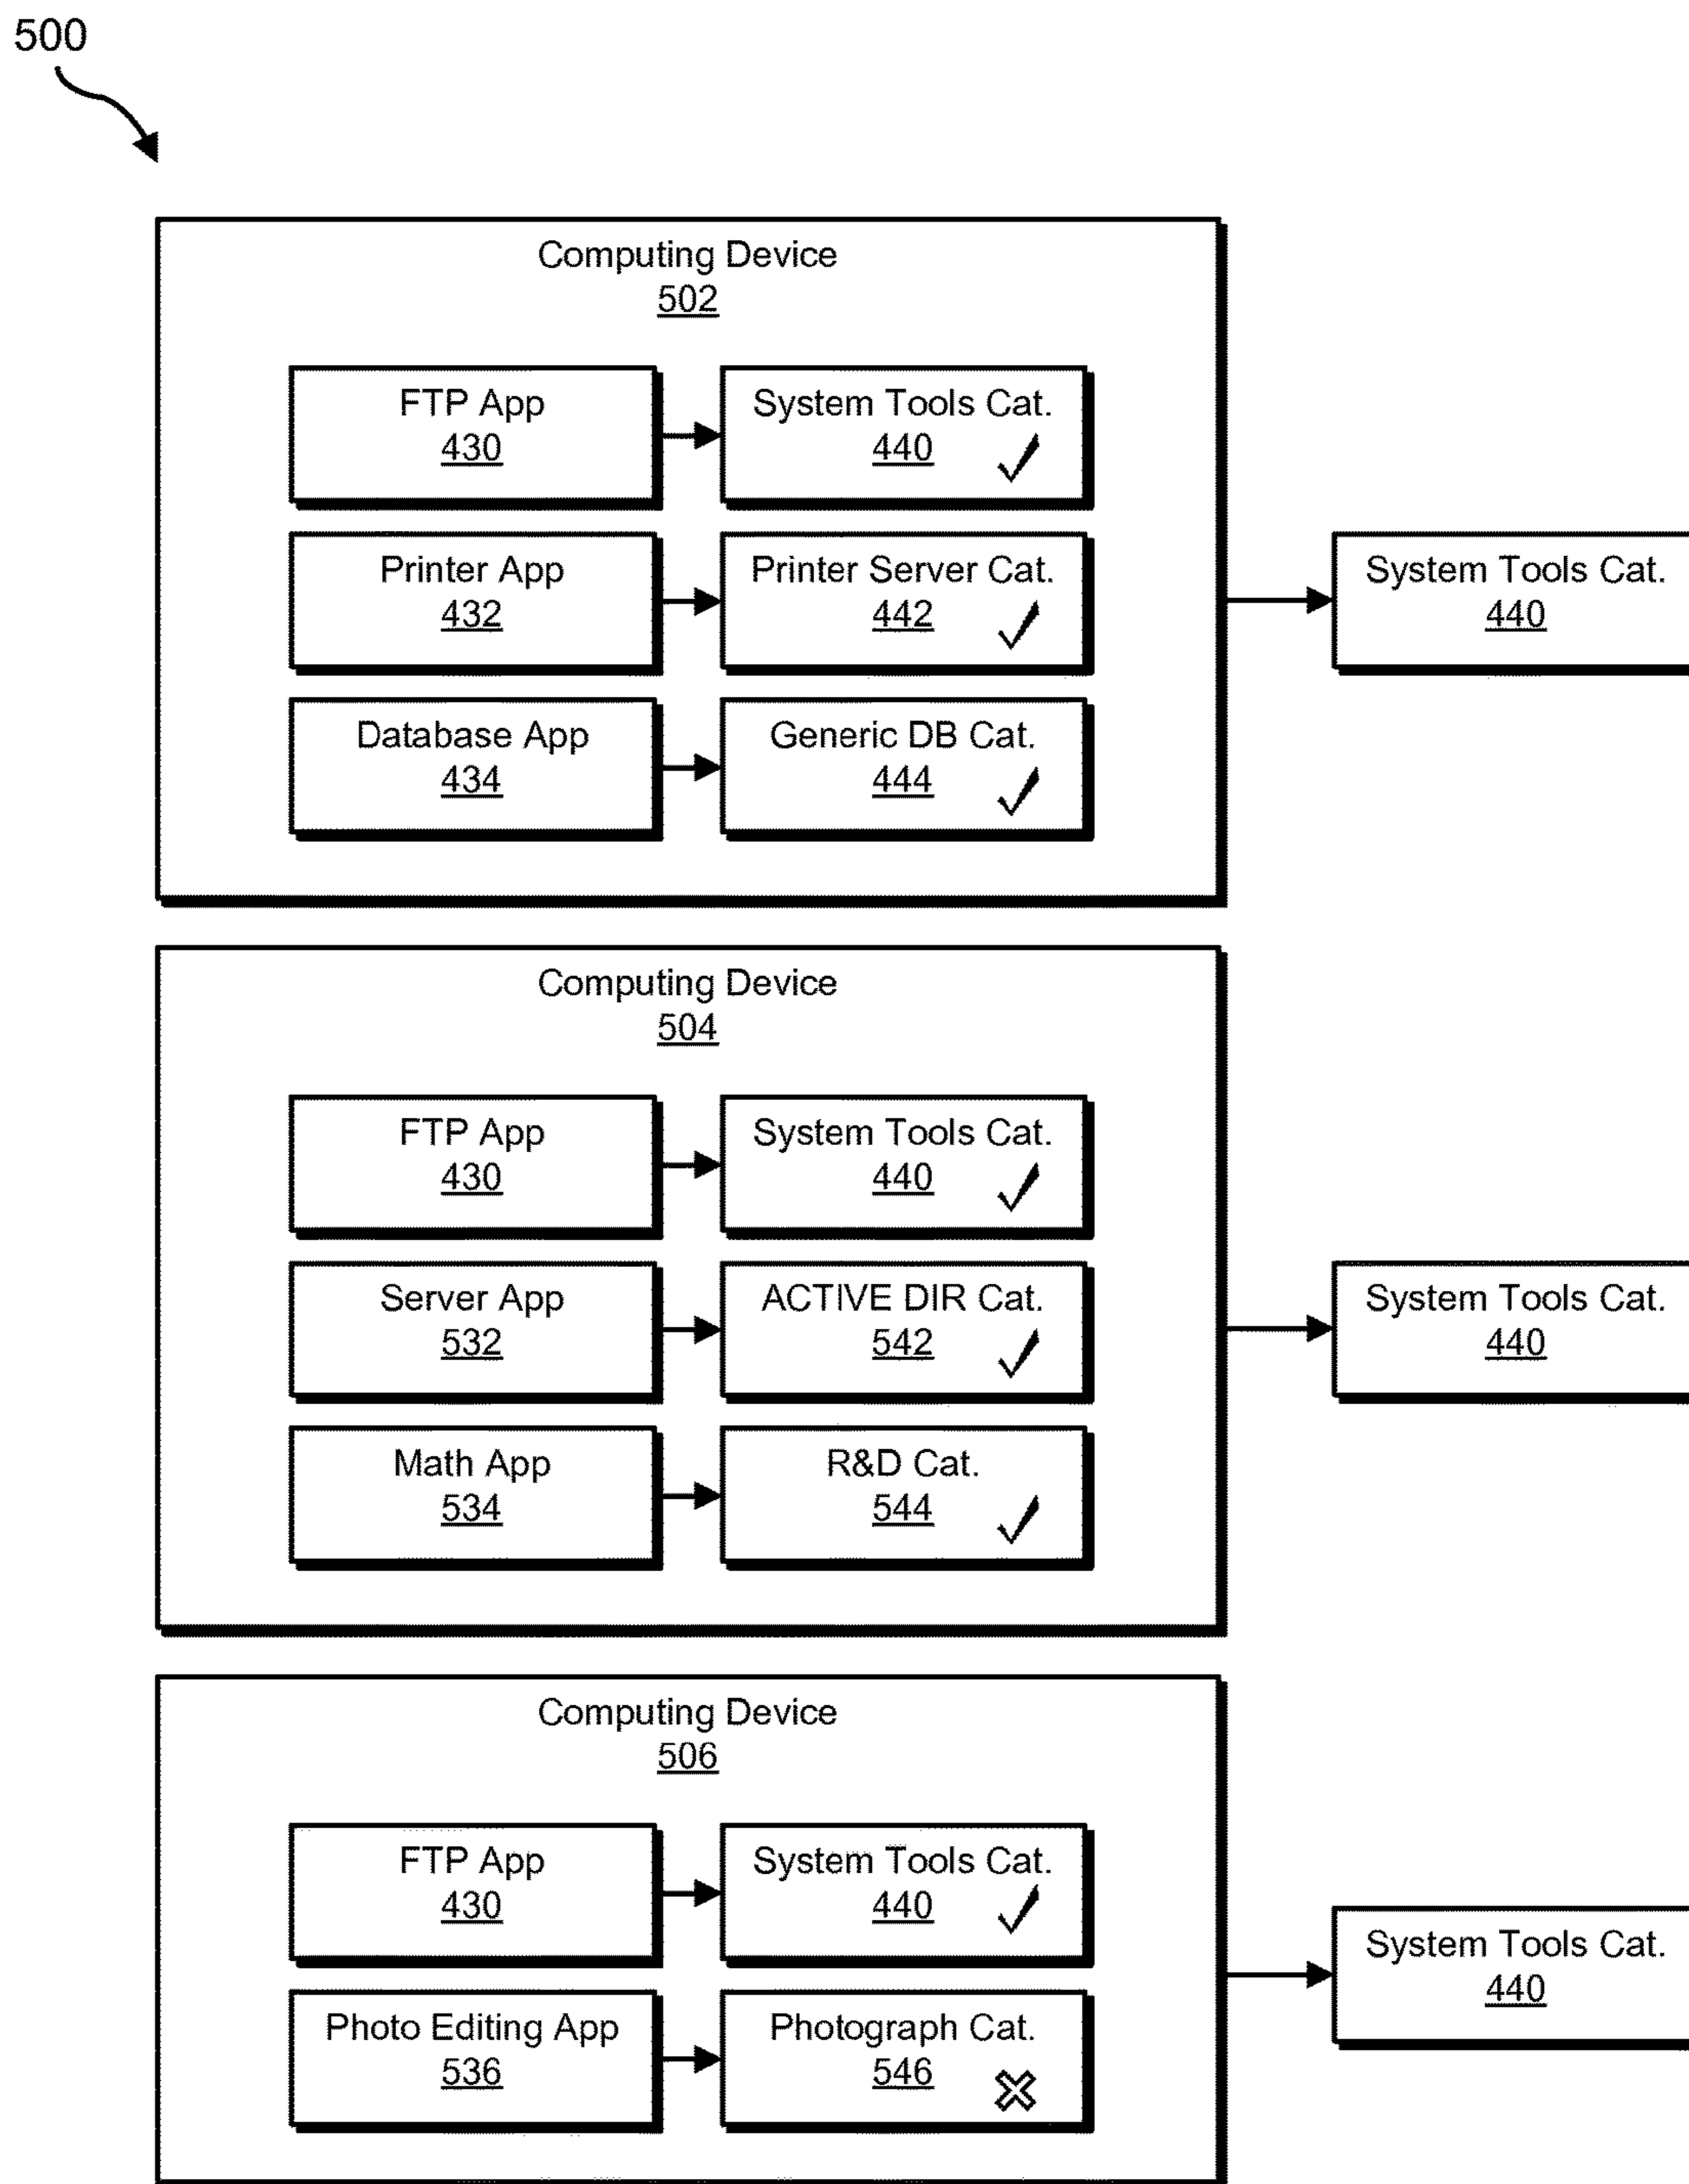 500
Computing Device
502
FTP App
430
System Tools Cat.
440
Printer App
432
Printer Server Cat.
442
Database App
434
Generic DB Cat.
444
System Tools Cat.
440
Computing Device
504
FTP App
430
System Tools Cat.
440
Server App
532
ACTIVE DIR Cat.
542
Math App
534
R&D Cat.
544
System Tools Cat.
440
Computing Device
506
FTP App
430
System Tools Cat.
440
Photo Editing App
536
Photograph Cat.
546
System Tools Cat.
440